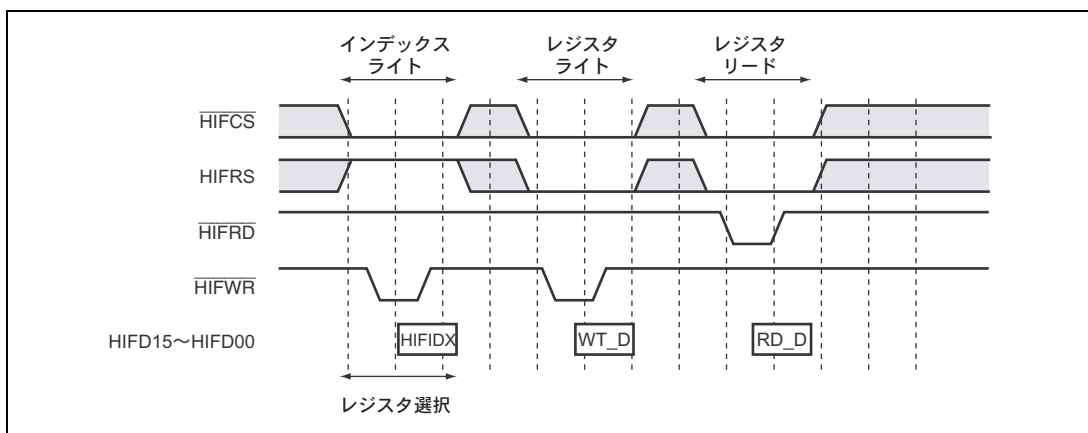 インデックス
ライト
レジスタ
ライト
レジスタ
リード
HIFCS
HIFRS
HIFRD
HIFWR
HIFD15～HIFD00
HIFIDX
WT_D
RD_D
レジスタ選択